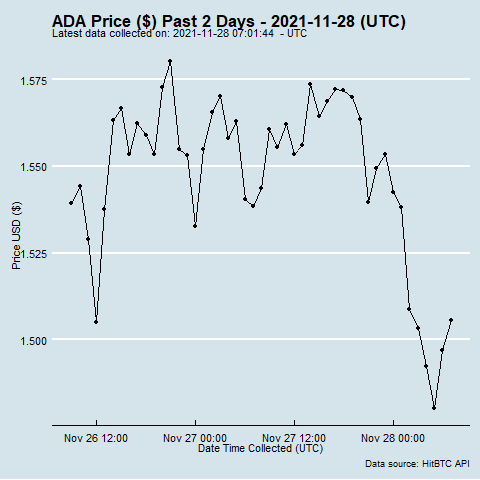 ADA Price ($) Past 2 Days - 2021-11-28 (UTC)
Latest data collected on: 2021-11-28 07:01:44  - UTC
1.575
1.550
1.525
1.500
Price USD ($)
Nov 26 12:00
Nov 27 00:00
Nov 27 12:00
Nov 28 00:00
Date Time Collected (UTC)
Data source: HitBTC API